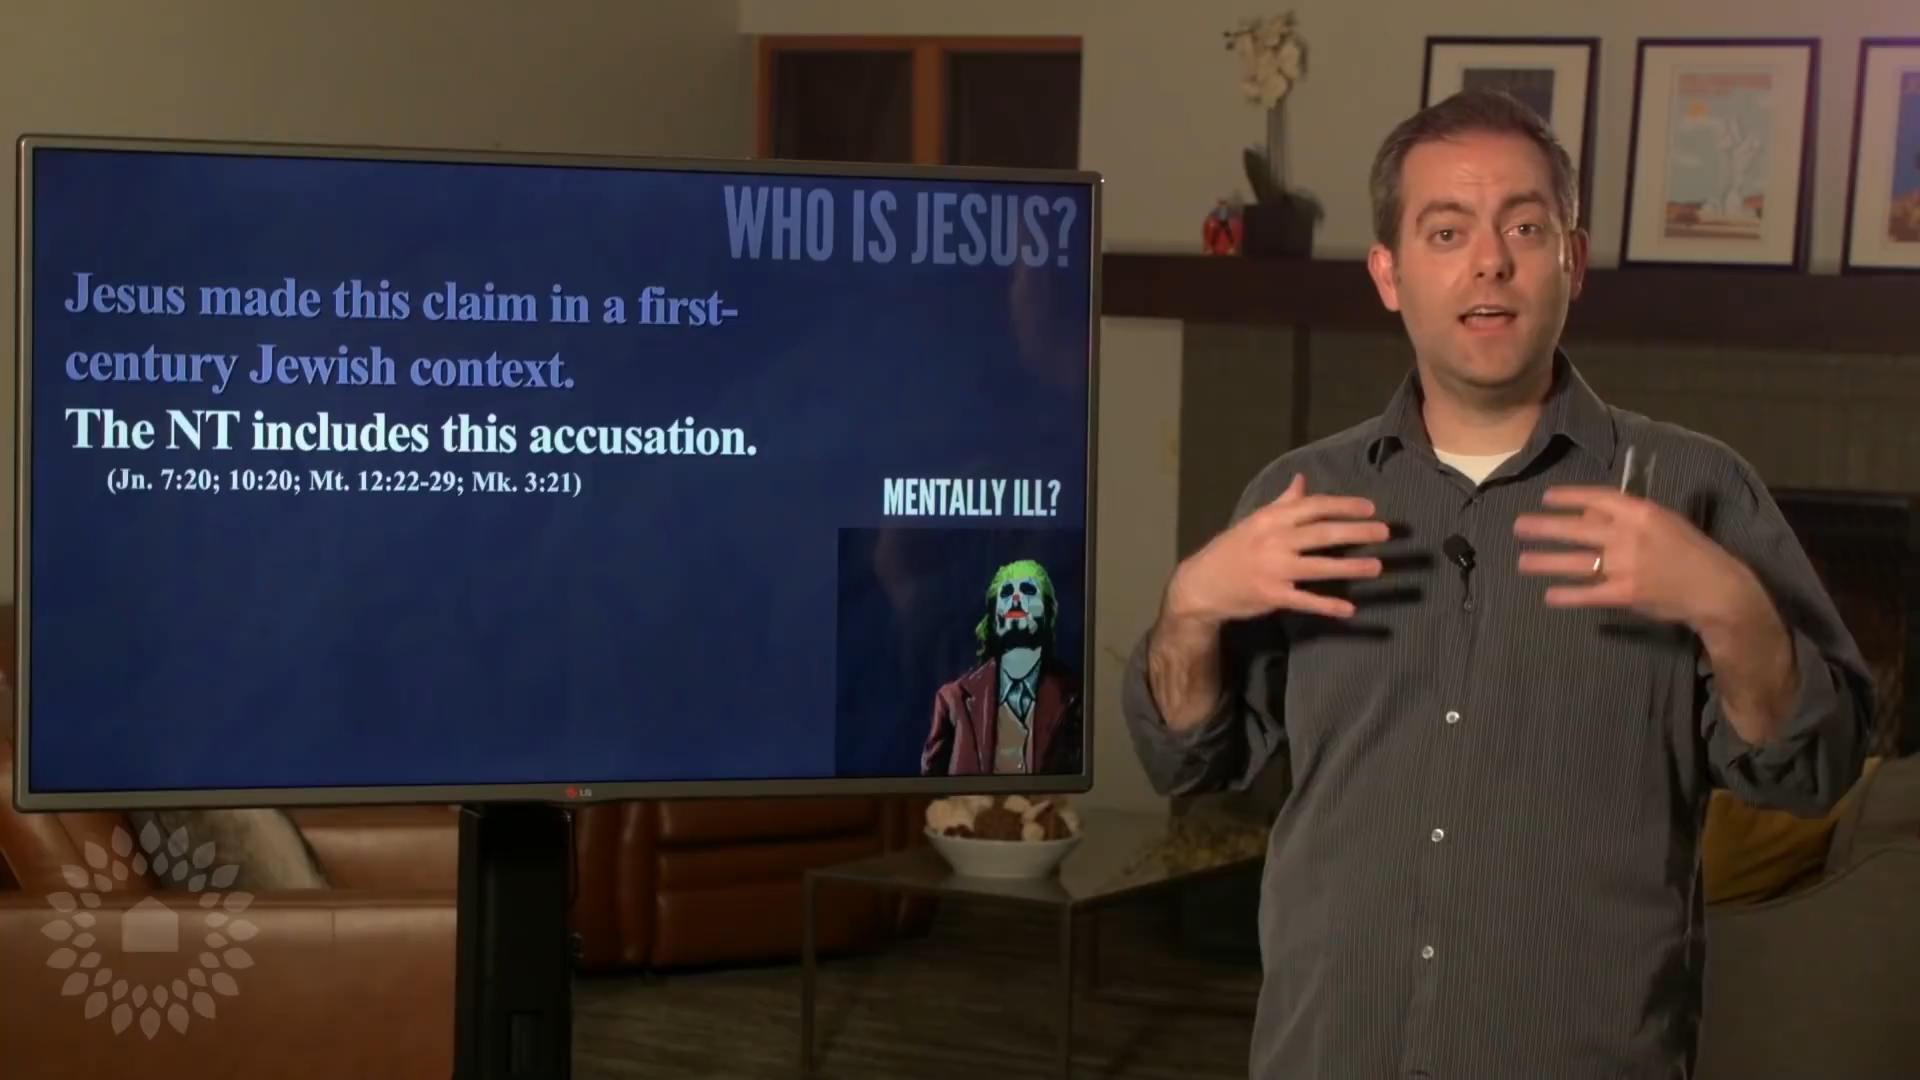 WHO IS JESUS?
Jesus made this claim in a first-
century Jewish context.
The NT includes this accusation.
(Jn. 7:20; 10:20; Mt. 12:22-29; Mk. 3:21)
MENTALLY ILL?
LG